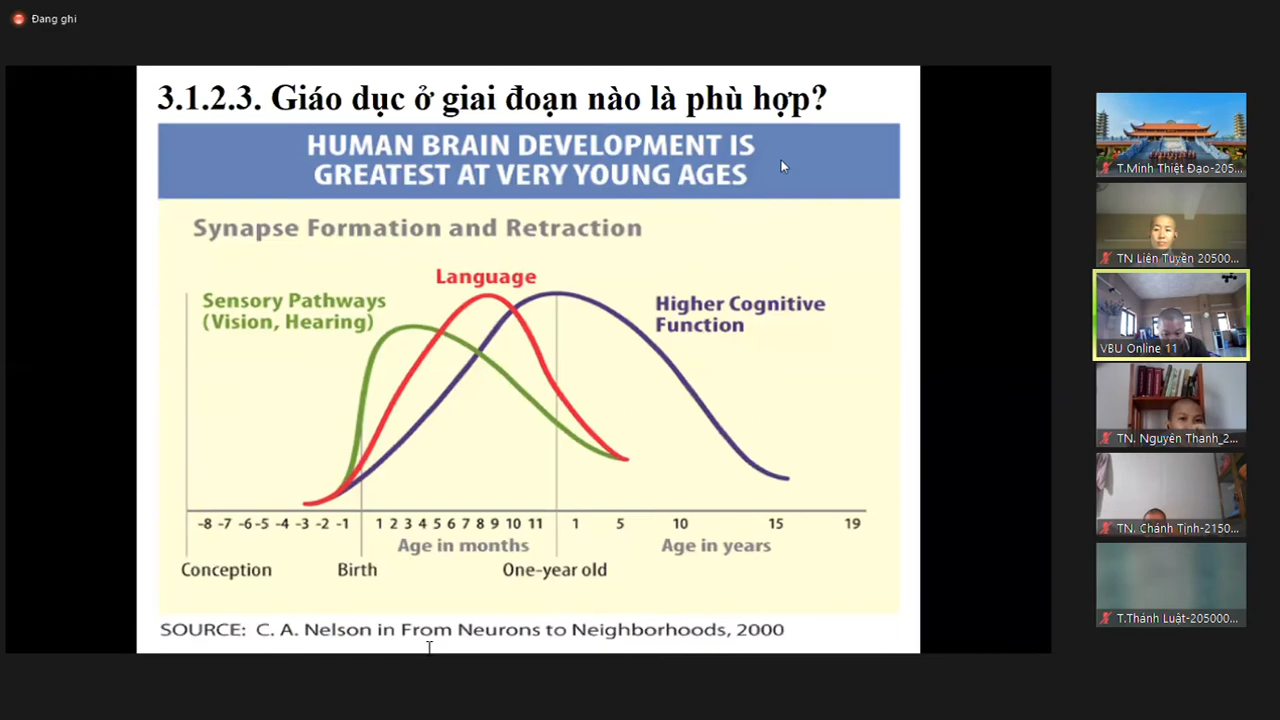 Đang ghi
3.1.2.3. Giáo dục ở giai đoạn nào là phù hợp?
HUMAN BRAIN DEVELOPMENT IS
GREATEST AT VERY YOUNG AGES
Synapse Formation and Retraction
Language
Sensory Pathways
(Vision, Hearing)
Higher Cognitive
Function
-8 -7 -6 -5 -4 -3 -2 -1 1 2 3 4 5 6 7 8 9 10 11 1 5 10 15 19
Age in months Age in years
Conception Birth One-year old
SOURCE: C. A. Nelson in From Neurons to Neighborhoods, 2000
T.Minh Thiệt Đạo-205...
TN Liên Tuyền 20500...
VBU Online 11
TN. Nguyên Thanh_2...
TN. Chánh Tịnh-2150...
T.Thánh Luật-205000...